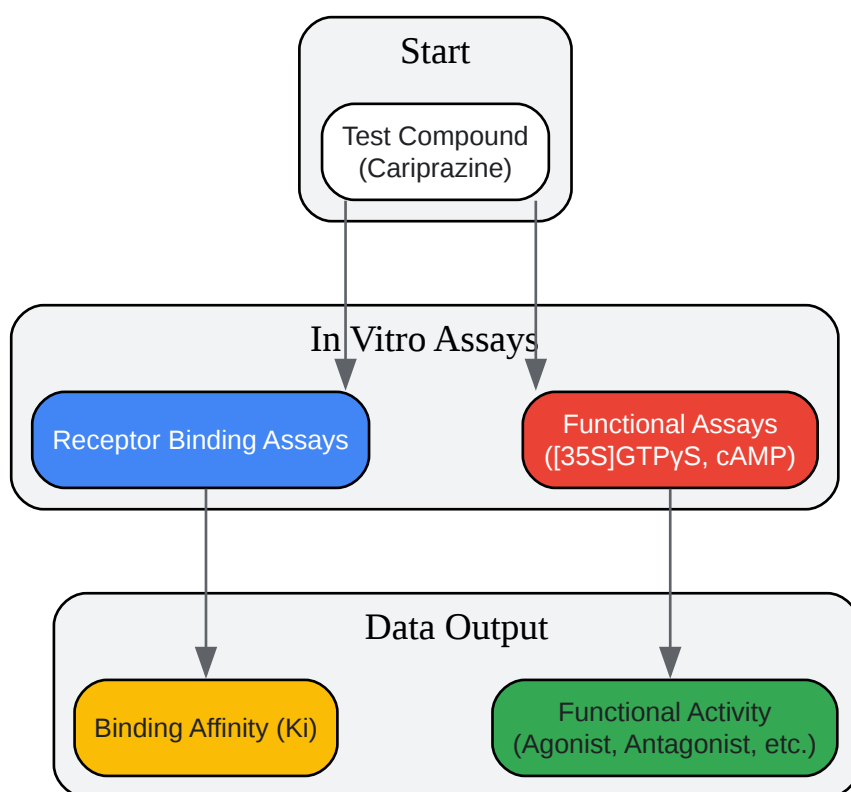 Start
Test Compound
(Cariprazine)
In Vitro Assays
Receptor Binding Assays
Functional Assays
([35S]GTPγS, cAMP)
Data Output
Binding Affinity (Ki)
Functional Activity
(Agonist, Antagonist, etc.)